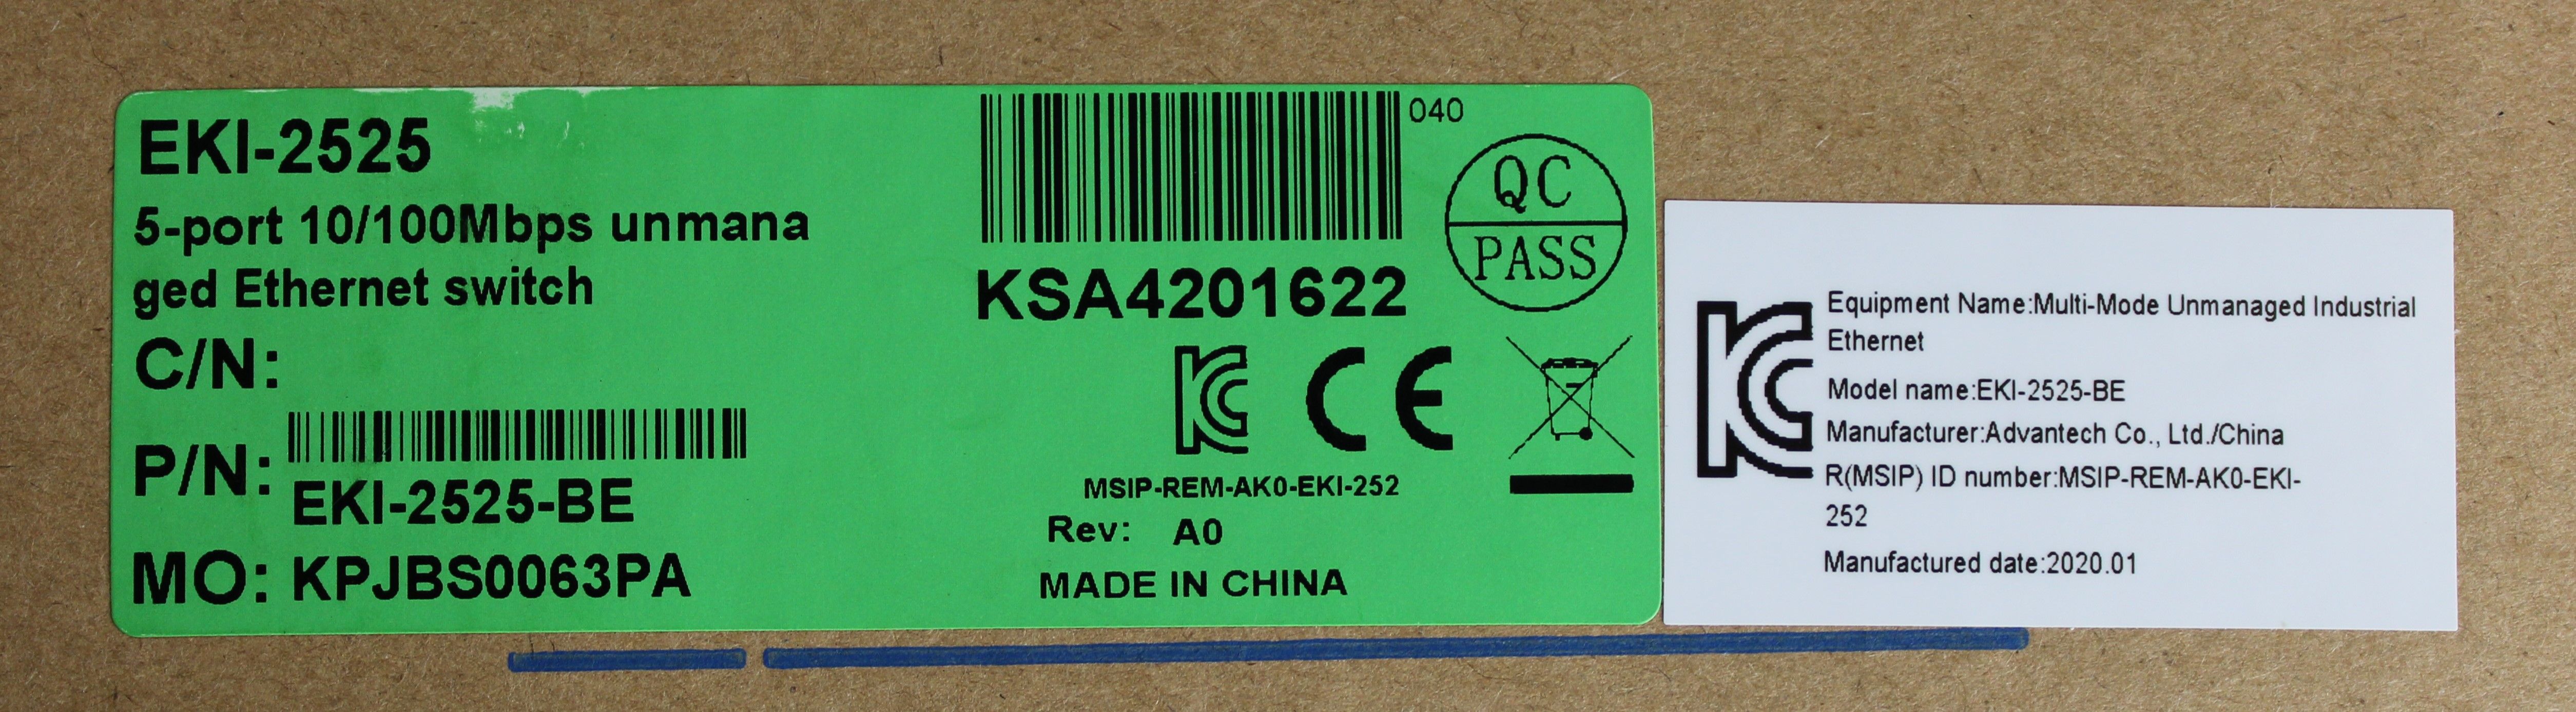 EKI-2525
5-port 10/100Mbps unmana
ged Ethernet switch
C/N:
P/N:
EKI-2525-BE
MO: KPJBS0063PA
040
QC
PASS
KSA4201622
CE
MSIP-REM-AK0-EKI-252
Rev: A0
MADE IN CHINA
Equipment Name:Multi-Mode Unmanaged Industrial
Ethernet
Model name:EKI-2525-BE
Manufacturer:Advantech Co., Ltd./China
R(MSIP) ID number:MSIP-REM-AK0-EKI-
252
Manufactured date:2020.01